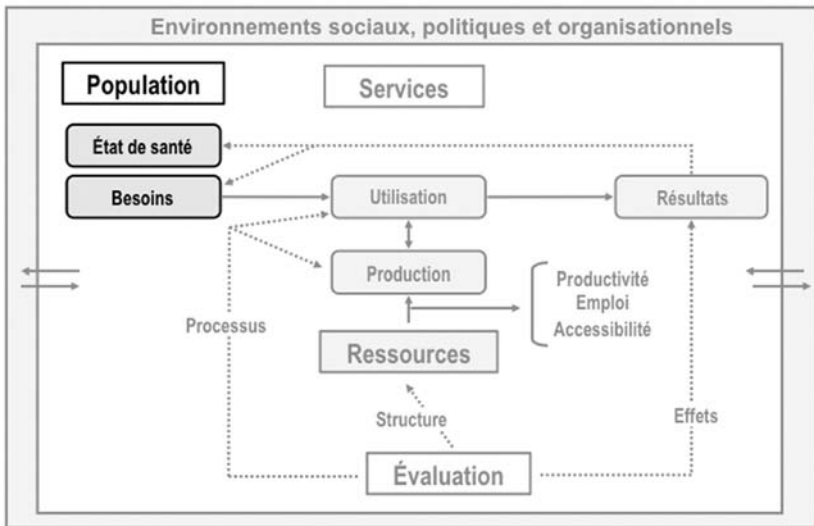 Environnements sociaux, politiques et organisationnels
Population
Services
État de santé
Besoins
Utilisation
Résultats
Production
Productivité
Emploi
Accessibilité
Processus
Ressources
Structure
Effets
Évaluation